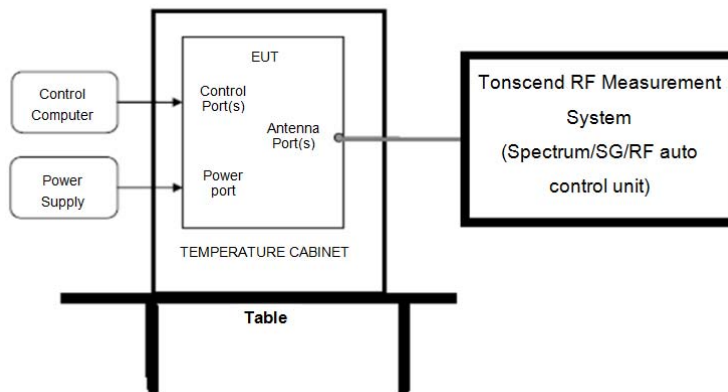 EUT
Control
Computer
Control
Port(s)
Antenna
Port(s)
Power
Supply
Power
port
TEMPERATURE CABINET
Table
Tonscend RF Measurement
System
(Spectrum/SG/RF auto
control unit)